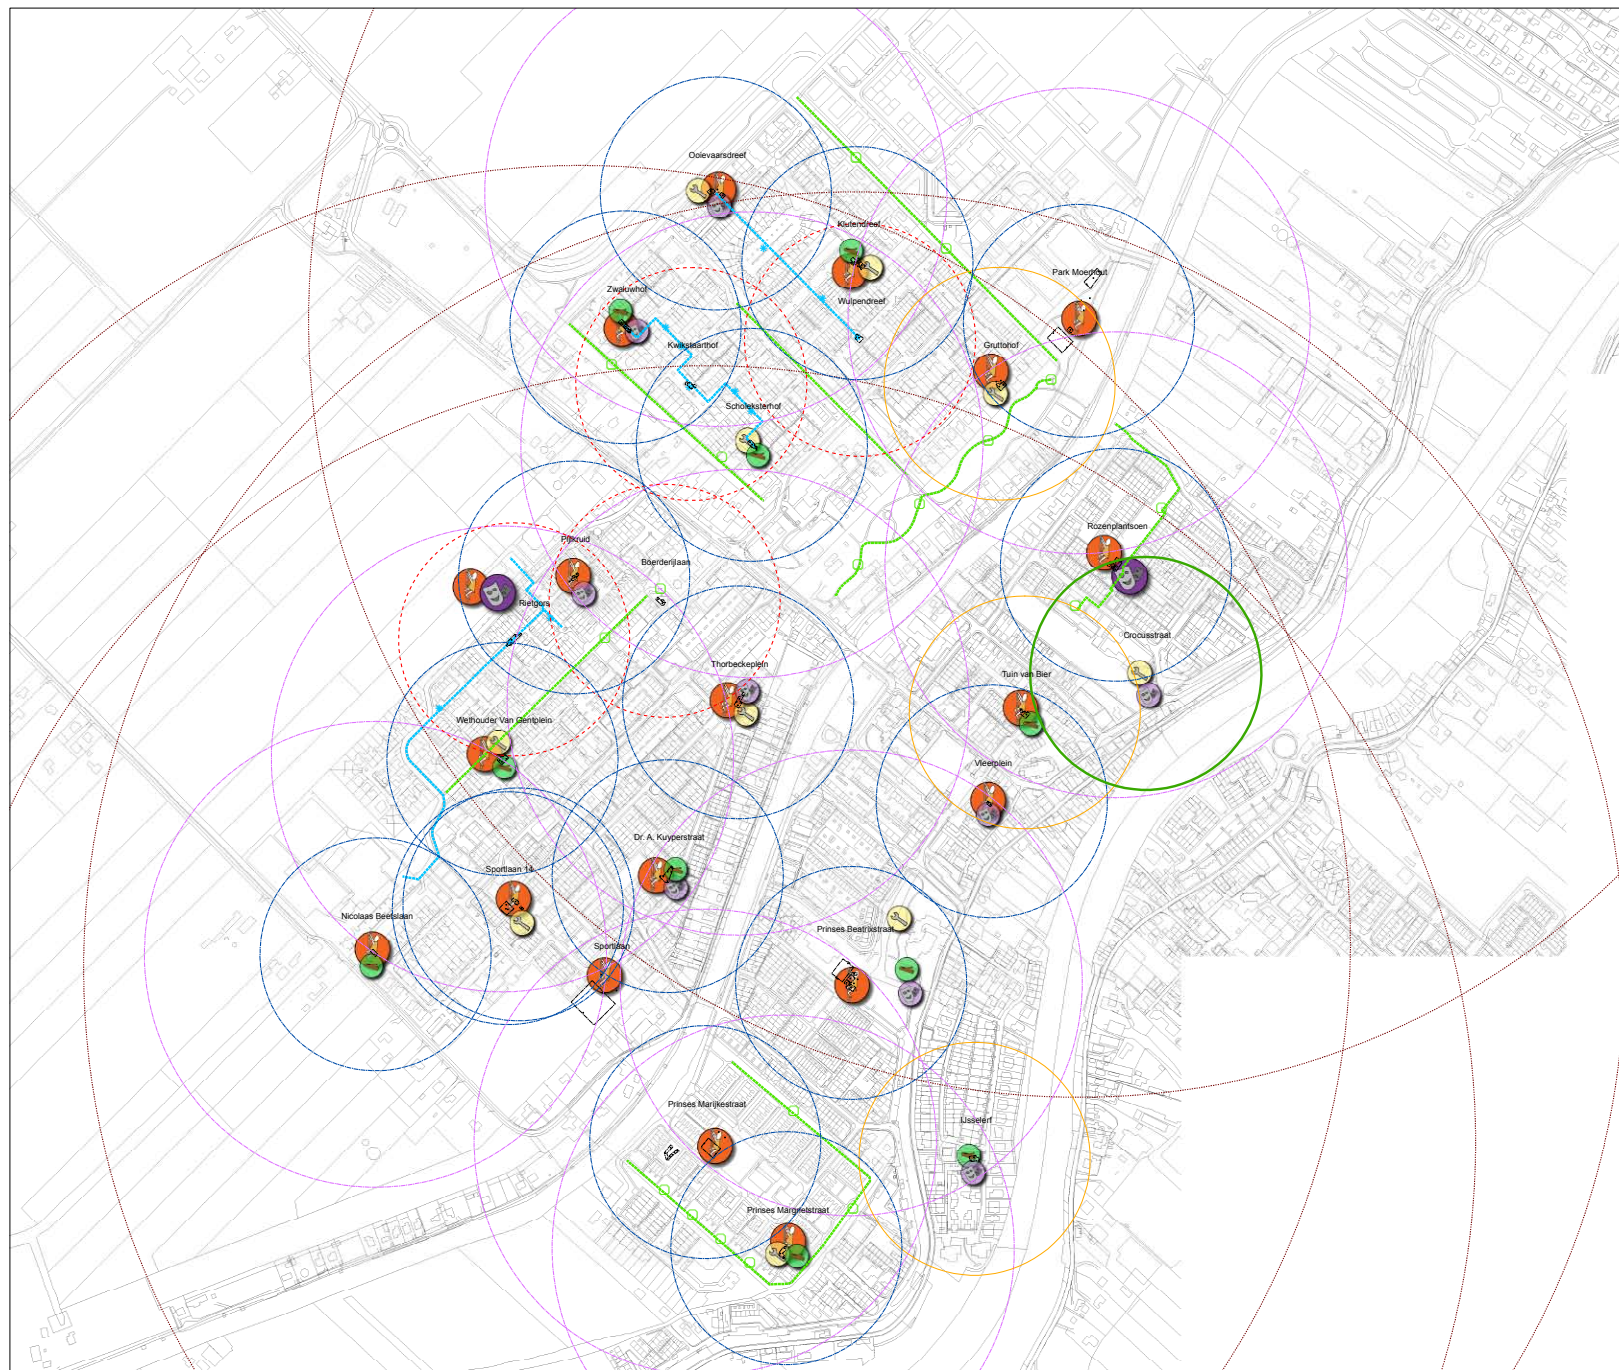 Ooievaarsdreef
Klutendreef
Park Moerhout
Zwaluwhof
Wulpendreef
Kwikstaarthof
Gruttohof
Scholeksterhof
Rozenplantsoen
Pijlkruid
Boerderijlaan
Rietgors
Crocusstraat
Thorbeckeplein
Tuin van Bier
Wethouder Van Gentplein
Vleerplein
Dr. A. Kuyperstraat
Sportlaan 14
Nicolaas Beetslaan
Prinses Beatrixstraat
Sportlaan
Prinses Marijkestraat
IJsselerf
Prinses Margrietstraat